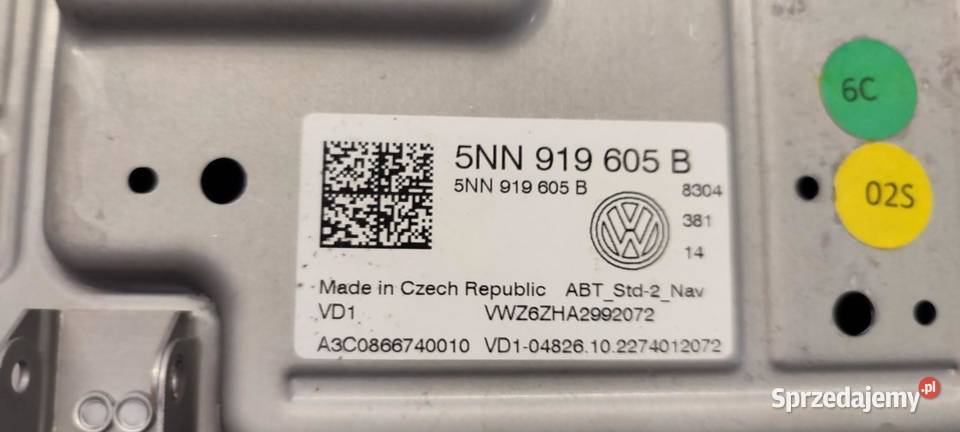 6C
5NN 919 605 B
5NN 919 605 B
8304
02S
381
14
Made in Czech Republic ABT_Std-2_Nav
VD1 VWZ6ZHA2992072
A3C0866740010 VD1-04826.10.2274012072
Sprzedajemy.pl